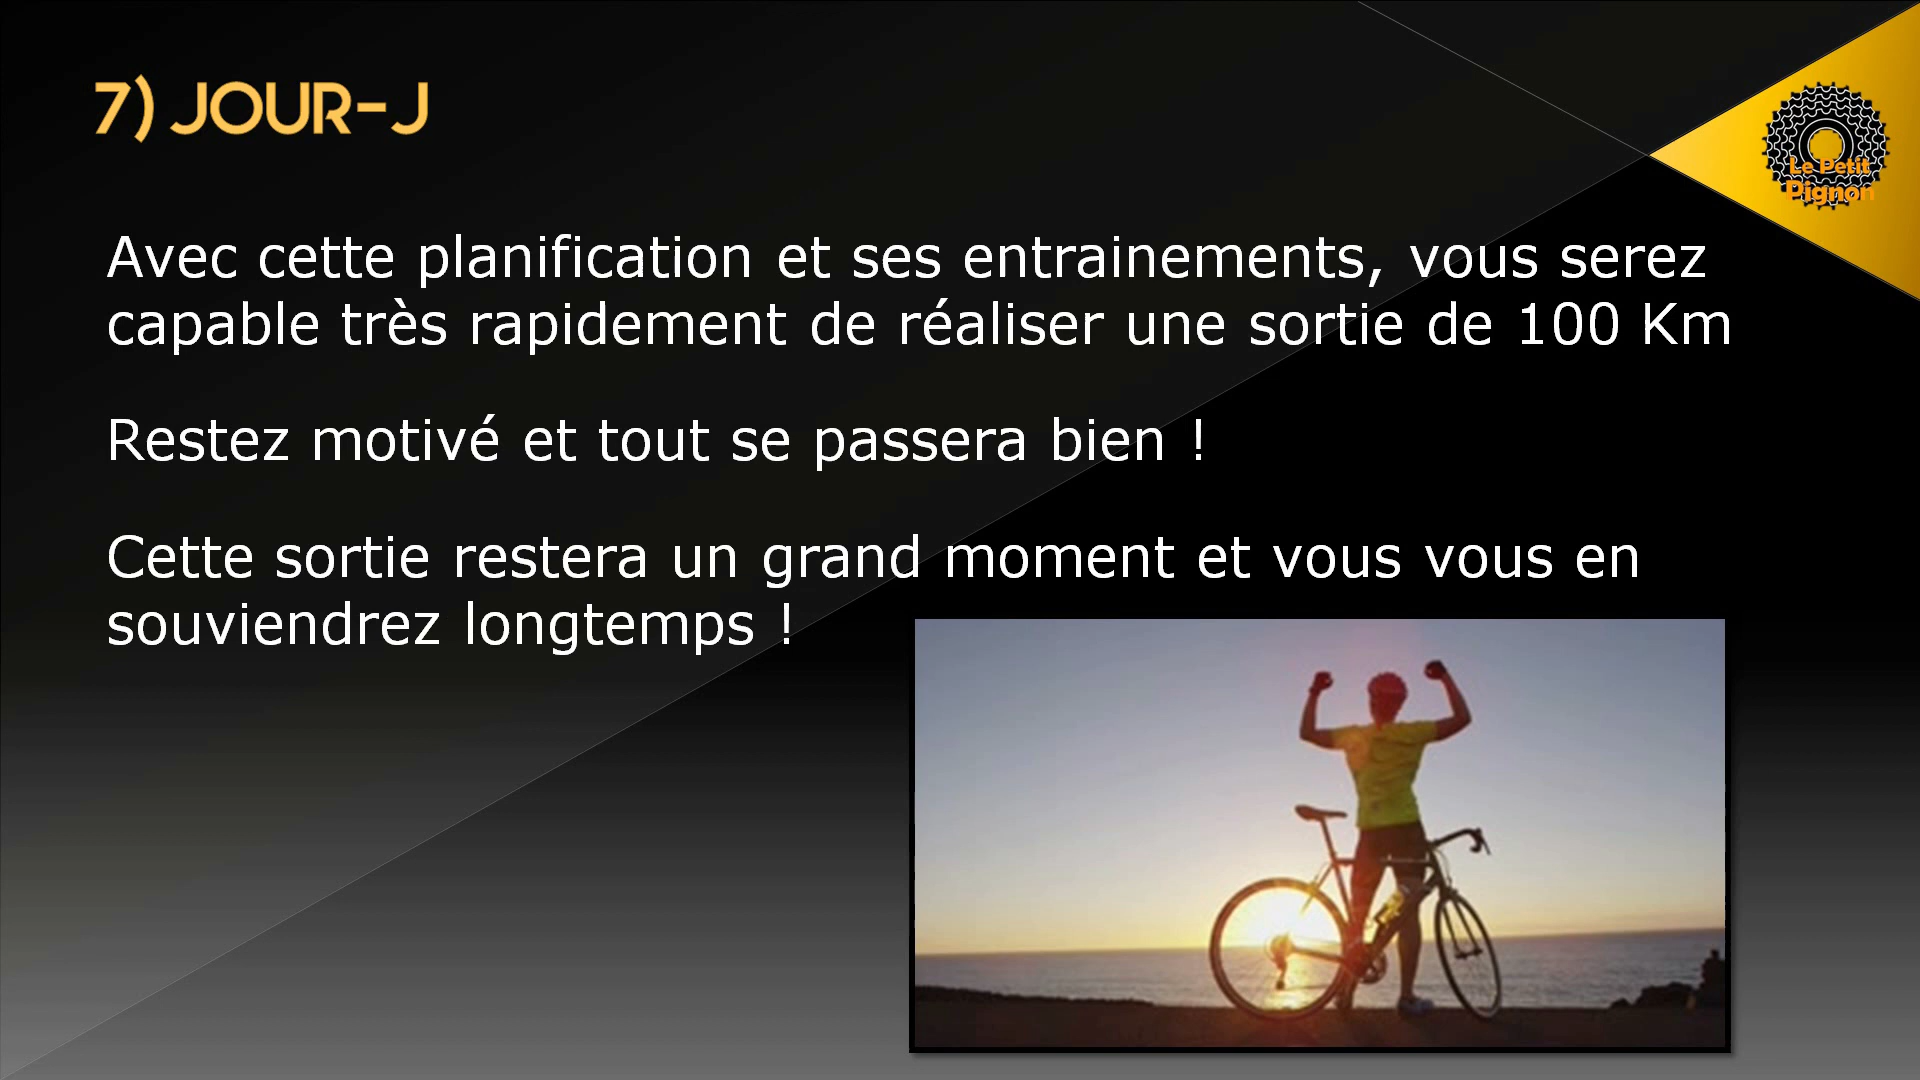 7) JOUR-J
Le Petit
Pignon
Avec cette planification et ses entrainements, vous serez
capable très rapidement de réaliser une sortie de 100 Km
Restez motivé et tout se passera bien !
Cette sortie restera un grand moment et vous vous en
souviendrez longtemps !